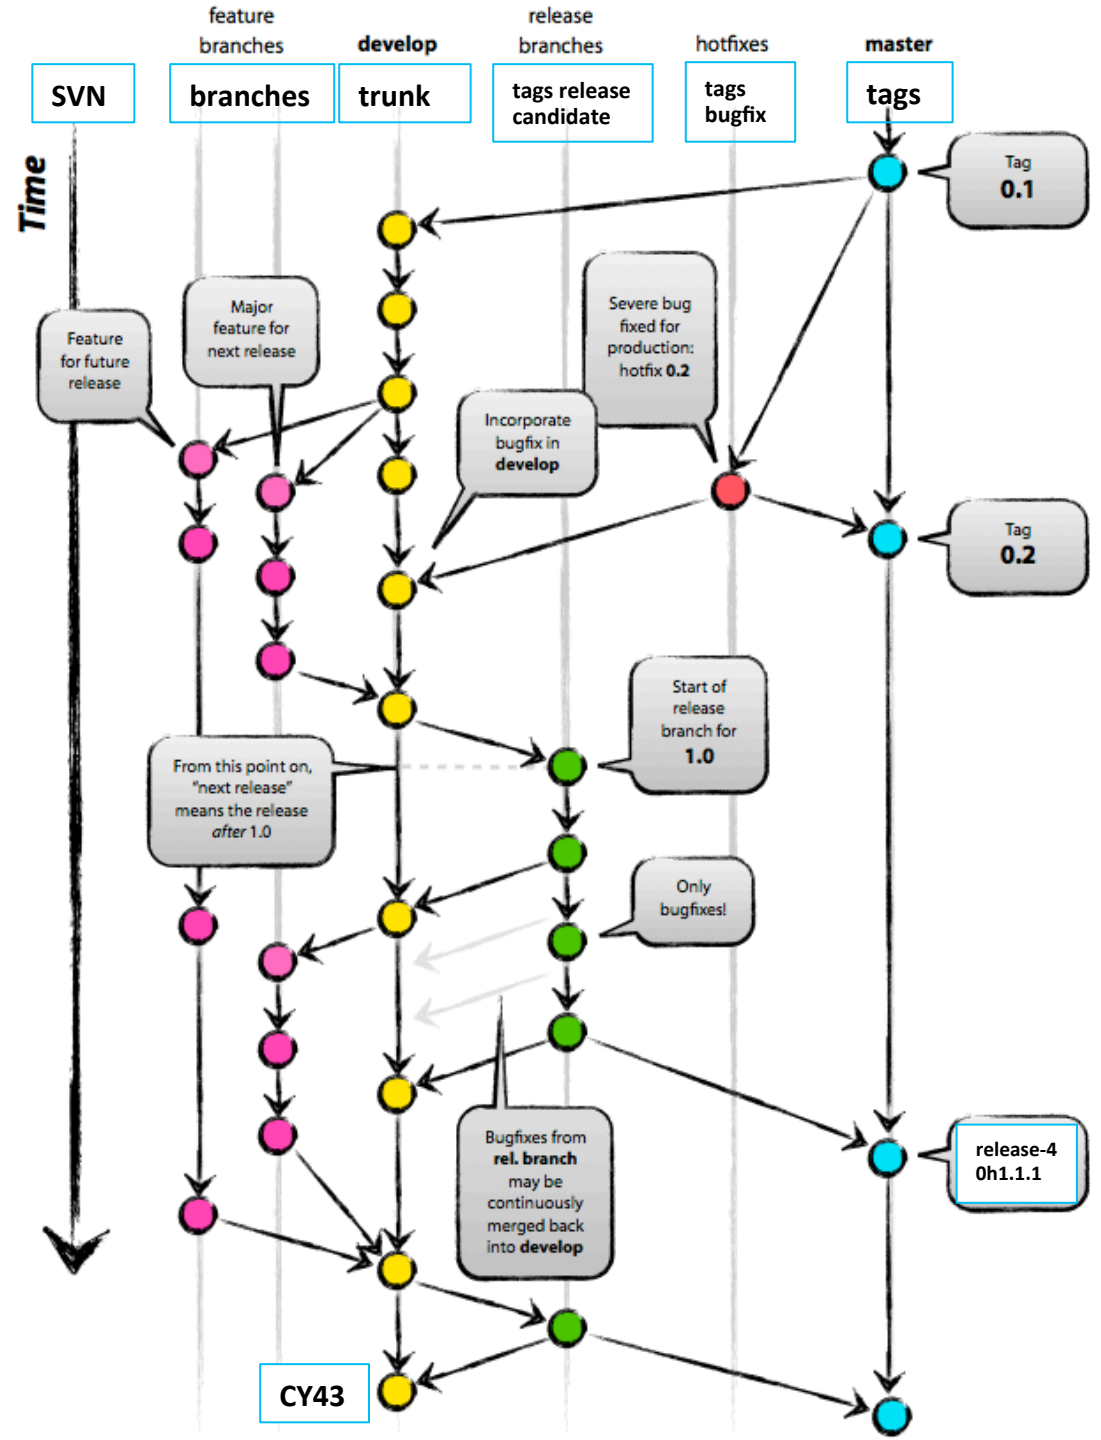 feature
branches
develop
release
branches
hotfixes
master
SVN
branches
trunk
tags release
candidate
tags
bugfix
tags
Time
Tag
0.1
Major
feature for
next release
Severe bug
fixed for
production:
hotfix 0.2
Feature
for future
release
Incorporate
bugfix in
develop
Tag
0.2
Start of
release
branch for
1.0
From this point on,
“next release”
means the release
after 1.0
Only
bugfixes!
Bugfixes from
rel. branch
may be
continuously
merged back
into develop
release-4
0h1.1.1
CY43